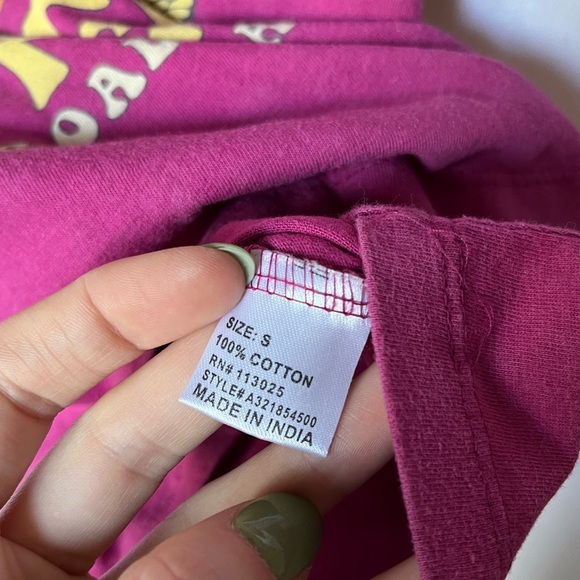 SIZE: S
100% COTTON
RN# 113025
STYLE#A321854500
MADE IN INDIA